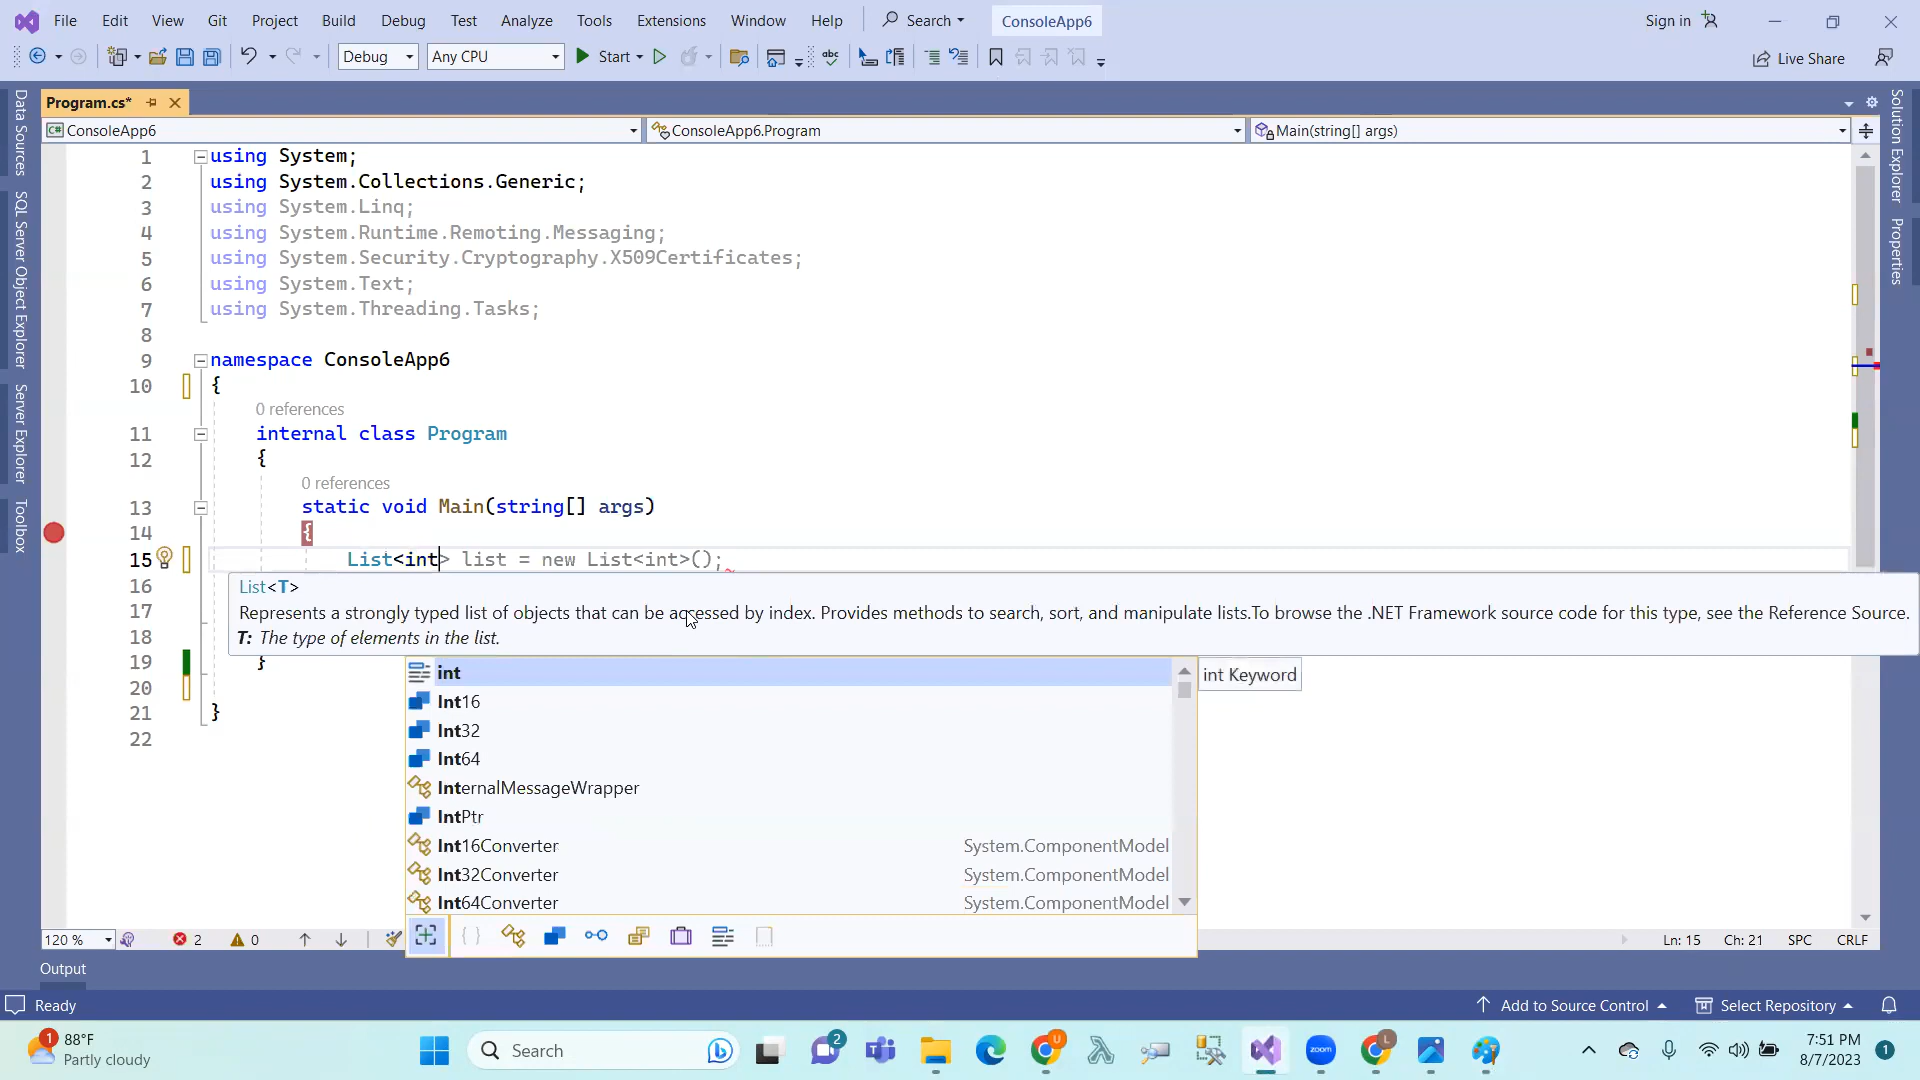 File Edit View Git Project Build Debug Test Analyze Tools Extensions Window Help Search ConsoleApp6 Sign in
Debug Any CPU Start abc Live Share
Program.cs*
ConsoleApp6 ConsoleApp6.Program Main(string[] args)
Data Sources
SQL Server Object Explorer
Server Explorer
Toolbox
Solution Explorer
Properties
1 using System;
2 using System.Collections.Generic;
3 using System.Linq;
4 using System.Runtime.Remoting.Messaging;
5 using System.Security.Cryptography.X509Certificates;
6 using System.Text;
7 using System.Threading.Tasks;
8
9 namespace ConsoleApp6
10 {
0 references
11 internal class Program
12 {
0 references
13 static void Main(string[] args)
14 {
15 List<int> list = new List<int>();
16
List<T>
17
Represents a strongly typed list of objects that can be accessed by index. Provides methods to search, sort, and manipulate lists.To browse the .NET Framework source code for this type, see the Reference Source.
18
T: The type of elements in the list.
19 }
20
21 }
22
int
int Keyword
Int16
Int32
Int64
InternalMessageWrapper
IntPtr
Int16Converter System.ComponentModel
Int32Converter System.ComponentModel
Int64Converter System.ComponentModel
120 % 2 0 Ln: 15 Ch: 21 SPC CRLF
Output
Ready Add to Source Control Select Repository
1 88°F
Partly cloudy
Search
2
U
zoom
L
7:51 PM
8/7/2023
1